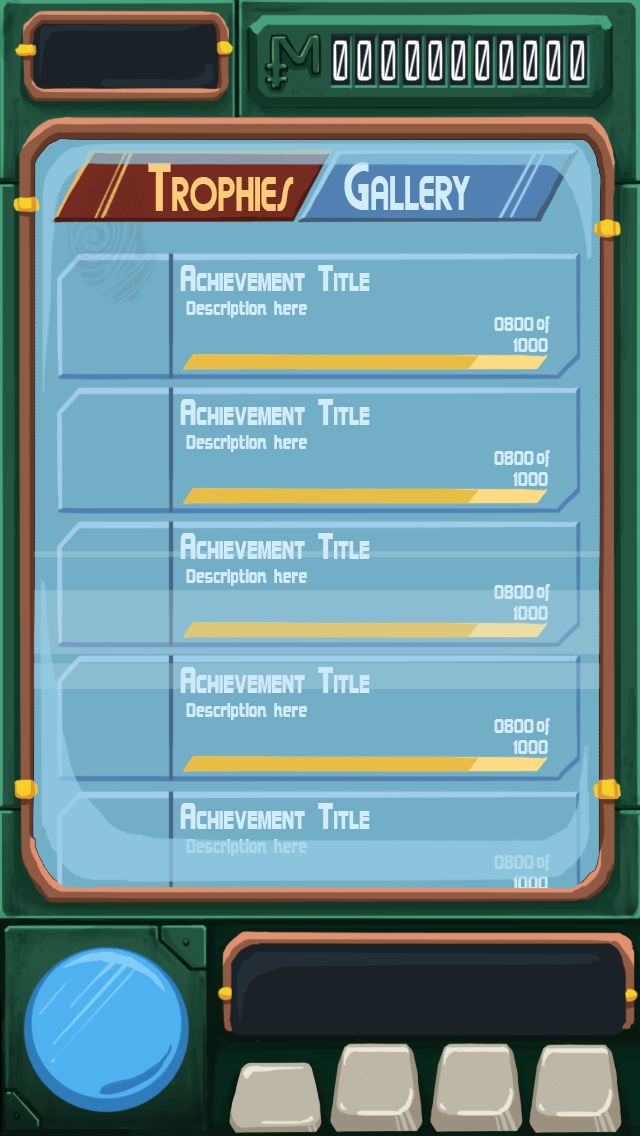 M 0000000000
Trophies Gallery
Achievement Title
Description here
0800 of
1000
Achievement Title
Description here
0800 of
1000
Achievement Title
Description here
0800 of
1000
Achievement Title
Description here
0800 of
1000
Achievement Title
Description here
0800 of
1000